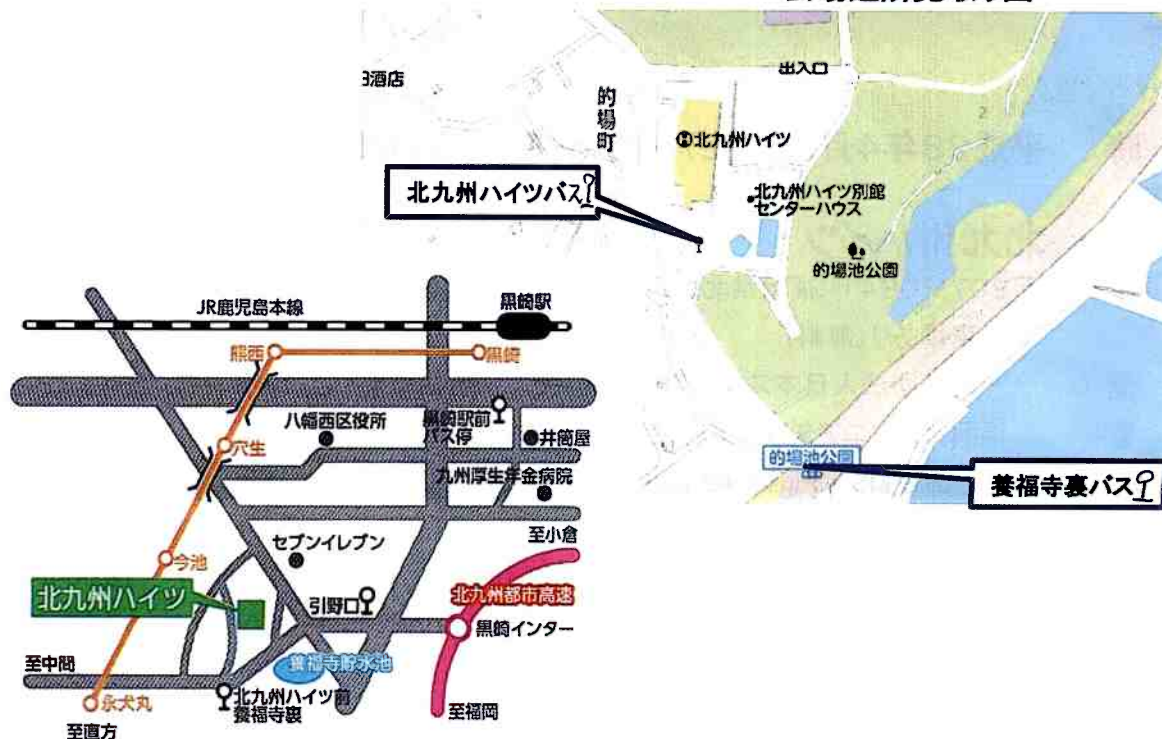 的場町
出入口
北九州ハイツ
北九州ハイツバス
北九州ハイツ別館
センターハウス
的場池公園
的場池公園
養福寺裏バス
JR鹿児島本線
黒崎駅
熊西
黒崎
八幡西区役所
黒崎駅前
バス停
井筒屋
穴生
九州厚生年金病院
至小倉
セブンイレブン
今池
北九州ハイツ
引野口
北九州都市高速
黒崎インター
至中間
養福寺貯水池
北九州ハイツ前
養福寺裏
永犬丸
至福岡
至直方